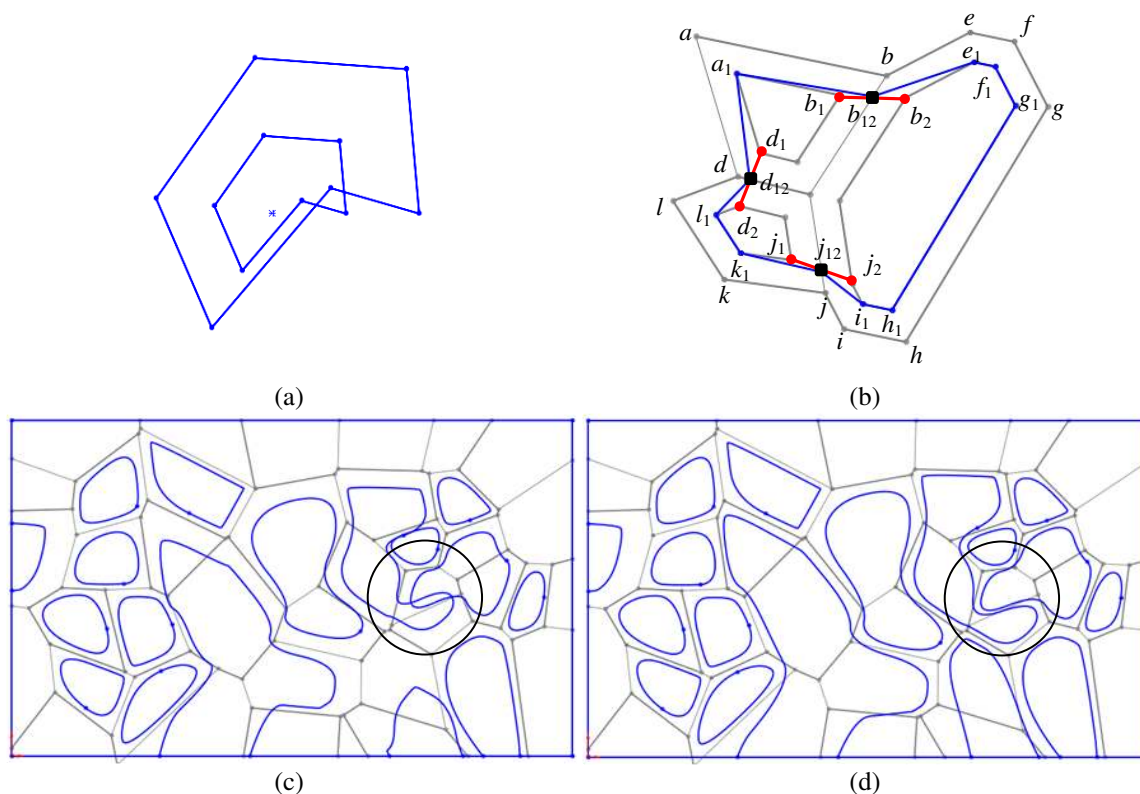 a
b
e
f
a₁
e₁
f₁
b₁
b₁₂
b₂
g₁
g
d₁
d
d₁₂
l
l₁
d₂
j₁
j₁₂
j₂
k₁
k
j
i₁
h₁
i
h
(a)
(b)
(c)
(d)